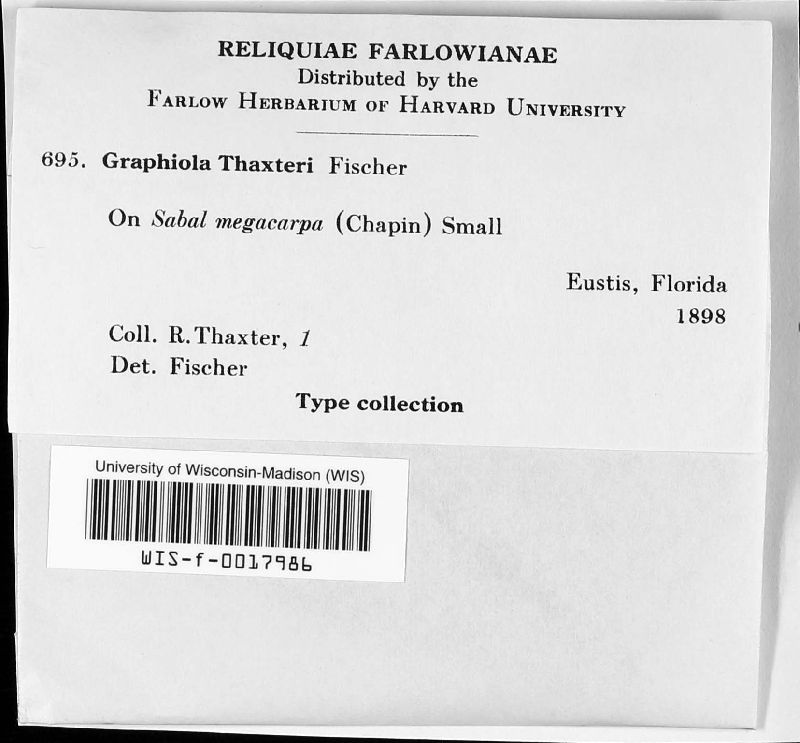 RELIQUIAE FARLOWIANAE
Distributed by the
FARLOW HERBARIUM OF HARVARD UNIVERSITY
695. Graphiola Thaxteri Fischer
On Sabal megacarpa (Chapin) Small
Eustis, Florida
1898
Coll. R. Thaxter, 1
Det. Fischer
Type collection
University of Wisconsin-Madison (WIS)
WIS-f-0017986